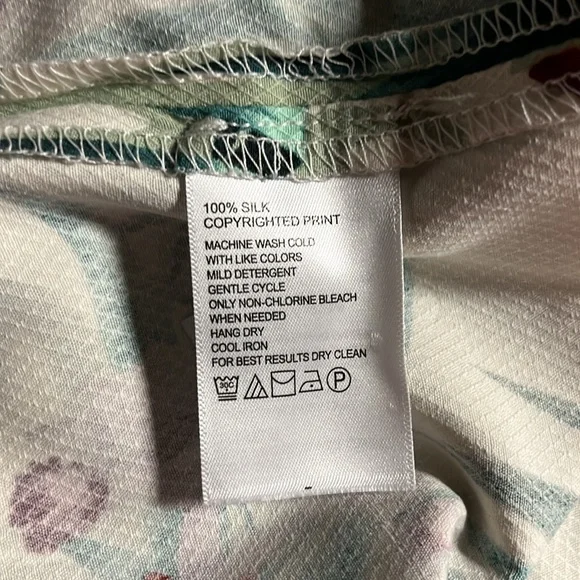 100% SILK
COPYRIGHTED PRINT
MACHINE WASH COLD
WITH LIKE COLORS
MILD DETERGENT
GENTLE CYCLE
ONLY NON-CHLORINE BLEACH
WHEN NEEDED
HANG DRY
COOL IRON
FOR BEST RESULTS DRY CLEAN
30C P